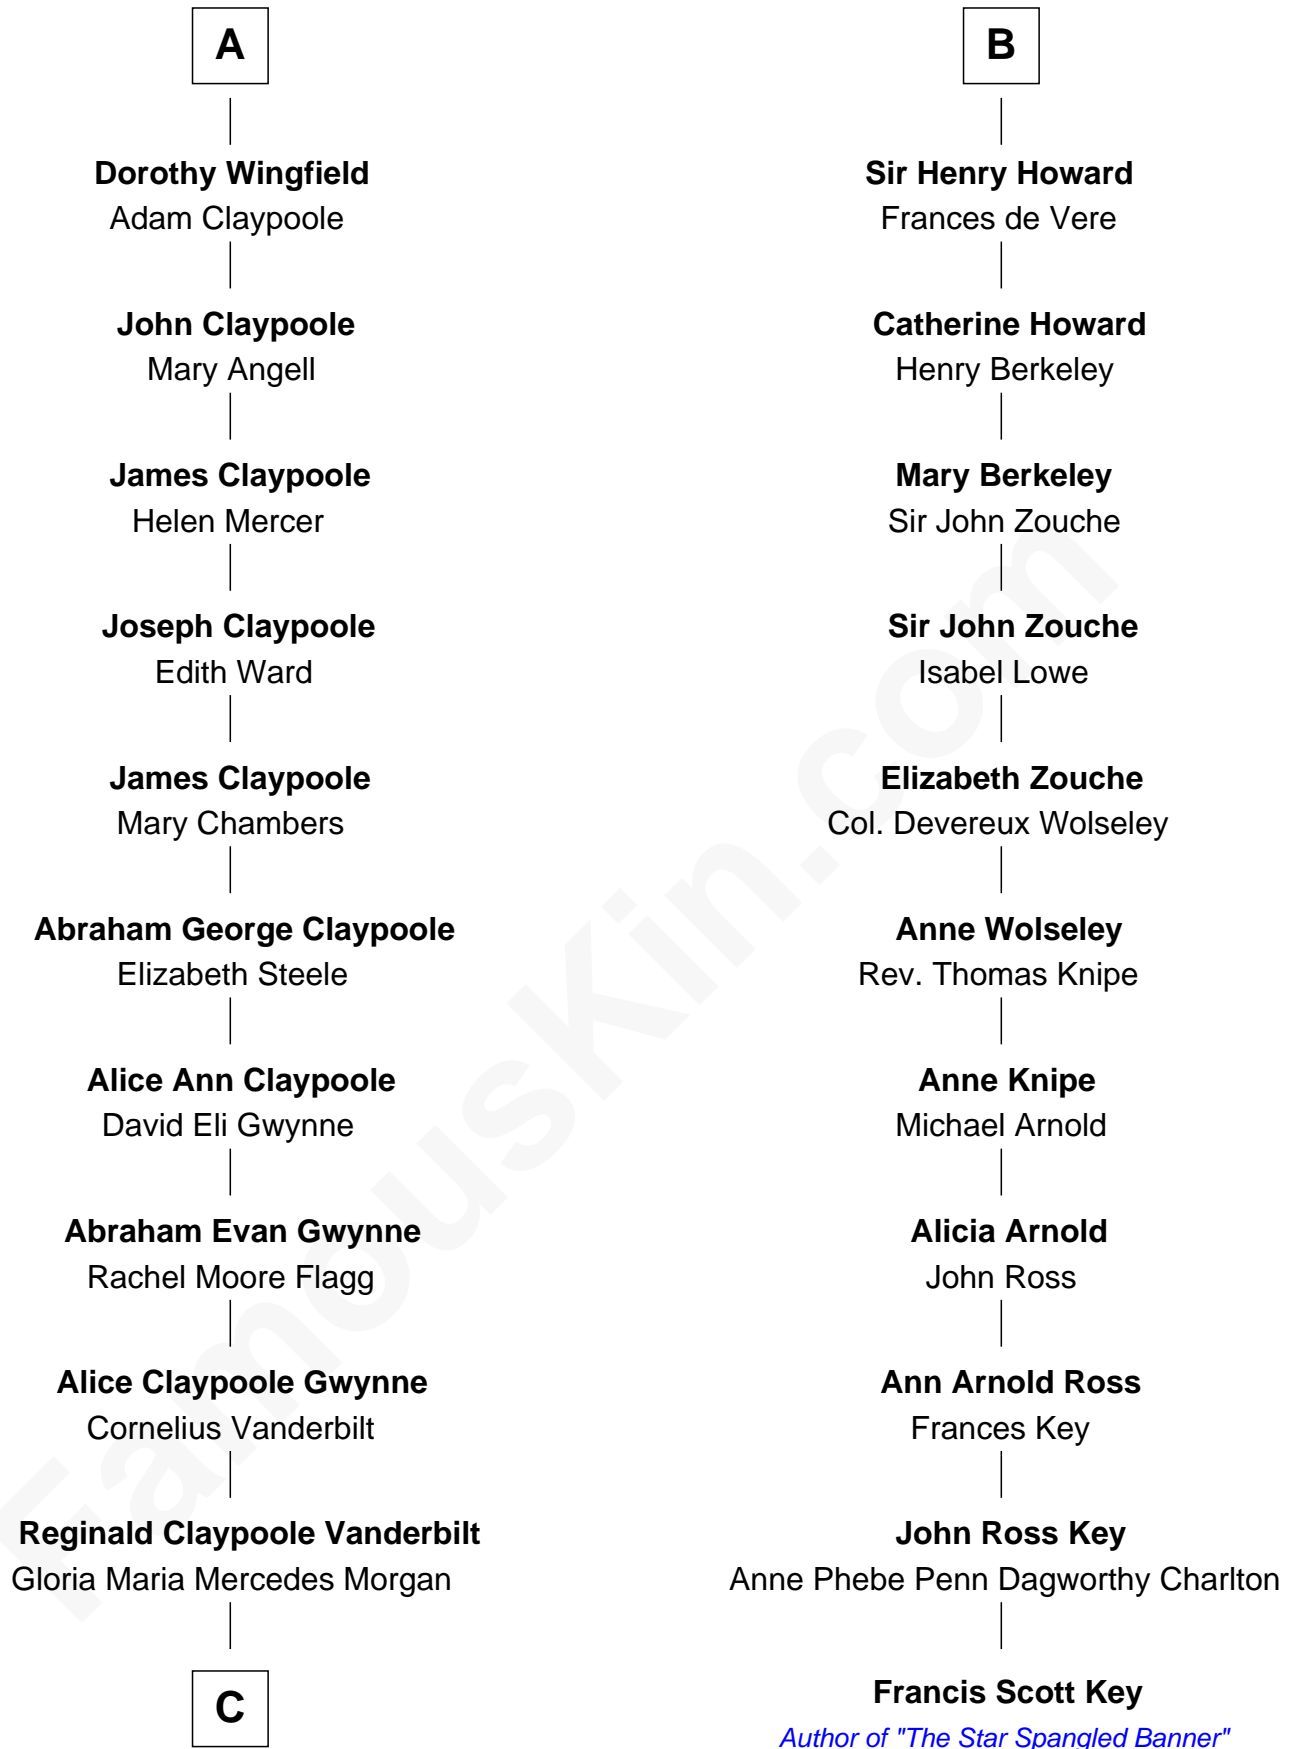 A
Dorothy Wingfield
Adam Claypoole
John Claypoole
Mary Angell
James Claypoole
Helen Mercer
Joseph Claypoole
Edith Ward
James Claypoole
Mary Chambers
Abraham George Claypoole
Elizabeth Steele
Alice Ann Claypoole
David Eli Gwynne
Abraham Evan Gwynne
Rachel Moore Flagg
Alice Claypoole Gwynne
Cornelius Vanderbilt
Reginald Claypoole Vanderbilt
Gloria Maria Mercedes Morgan
C
B
Sir Henry Howard
Frances de Vere
Catherine Howard
Henry Berkeley
Mary Berkeley
Sir John Zouche
Sir John Zouche
Isabel Lowe
Elizabeth Zouche
Col. Devereux Wolseley
Anne Wolseley
Rev. Thomas Knipe
Anne Knipe
Michael Arnold
Alicia Arnold
John Ross
Ann Arnold Ross
Frances Key
John Ross Key
Anne Phebe Penn Dagworthy Charlton
Francis Scott Key
Author of "The Star Spangled Banner"
FamousKin.com